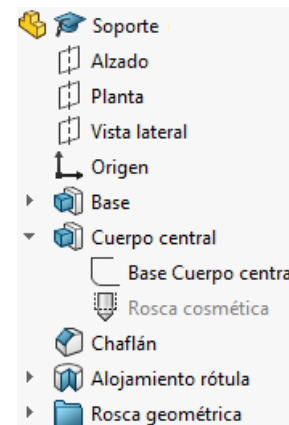 Soporte
Alzado
Planta
Vista lateral
Origen
Base
Cuerpo central
Base Cuerpo centra
Rosca cosmética
Chaflán
Alojamiento rótula
Rosca geométrica